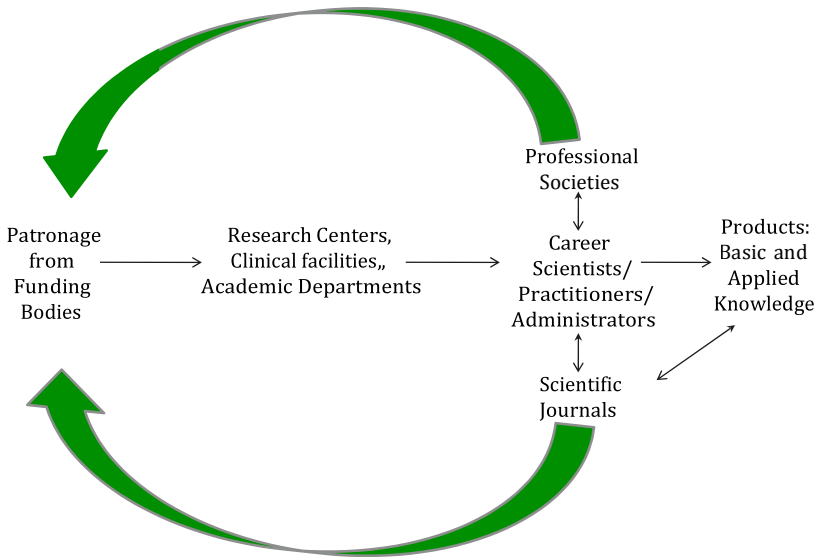 Professional
Societies
Patronage
from
Funding
Bodies
Research Centers,
Clinical facilities,,
Academic Departments
Career
Scientists/
Practitioners/
Administrators
Products:
Basic and
Applied
Knowledge
Scientific
Journals